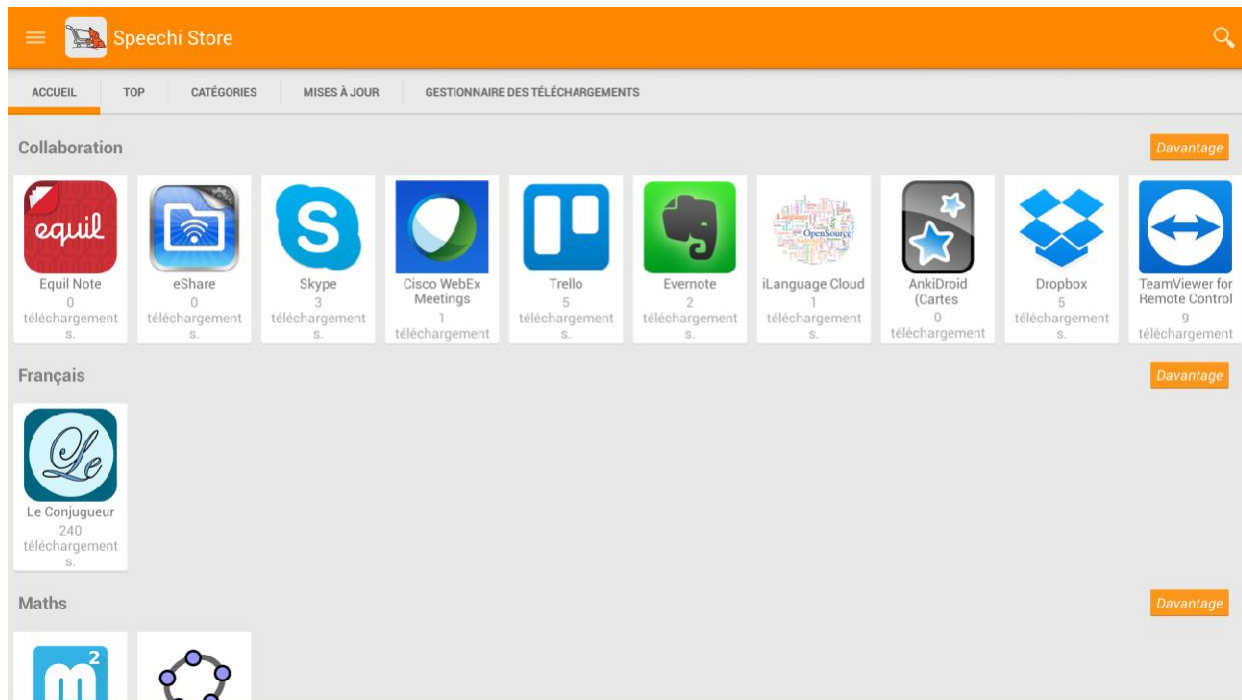 Speechi Store
ACCUEIL TOP CATÉGORIES MISES À JOUR GESTIONNAIRE DES TÉLÉCHARGEMENTS
Collaboration Davantage
equil
S
Language
OpenSource
Equil Note
0
téléchargement
s.
eShare
0
téléchargement
s.
Skype
3
téléchargement
s.
Cisco WebEx
Meetings
1
téléchargement
Trello
5
téléchargement
s.
Evernote
2
téléchargement
s.
iLanguage Cloud
1
téléchargement
s.
AnkiDroid
(Cartes
0
téléchargement
Dropbox
5
téléchargement
s.
TeamViewer for
Remote Control
9
téléchargement
Français Davantage
Le
Le Conjugueur
240
téléchargement
s.
Maths Davantage
m2